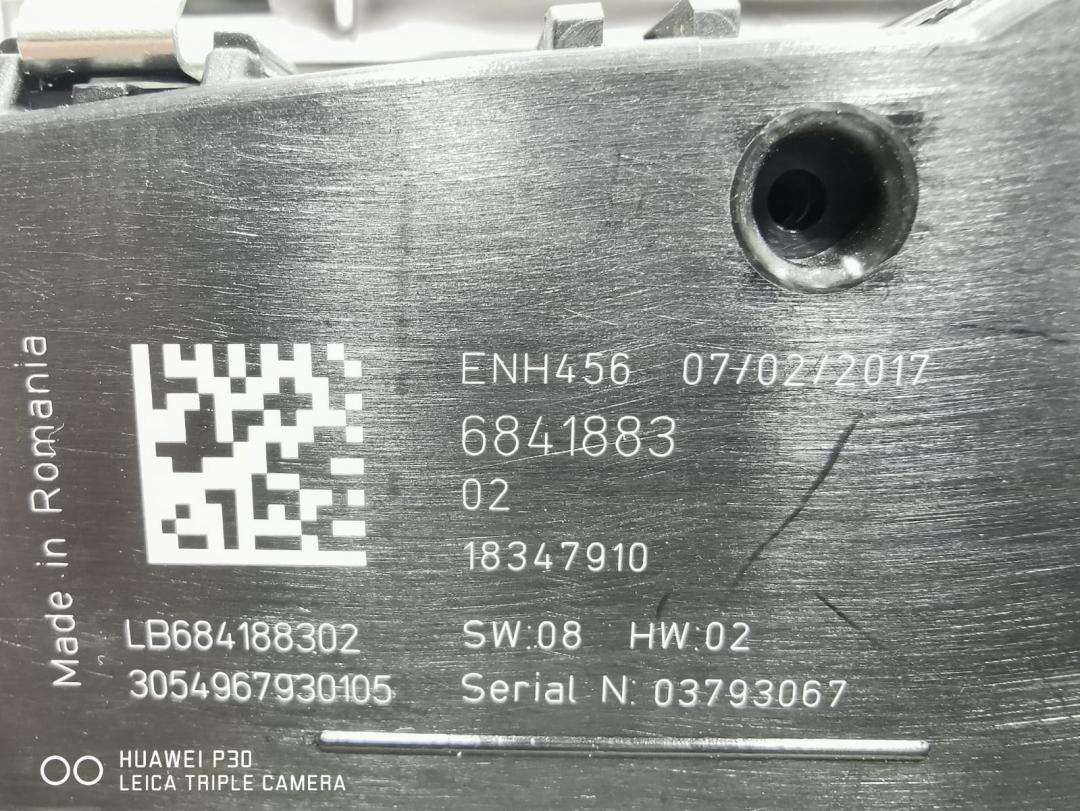 Made in Romania
ENH456 07/02/2017
6841883
02
18347910
LB684188302
3054967930105
SW:08 HW:02
Serial N: 03793067
HUAWEI P30
LEICA TRIPLE CAMERA